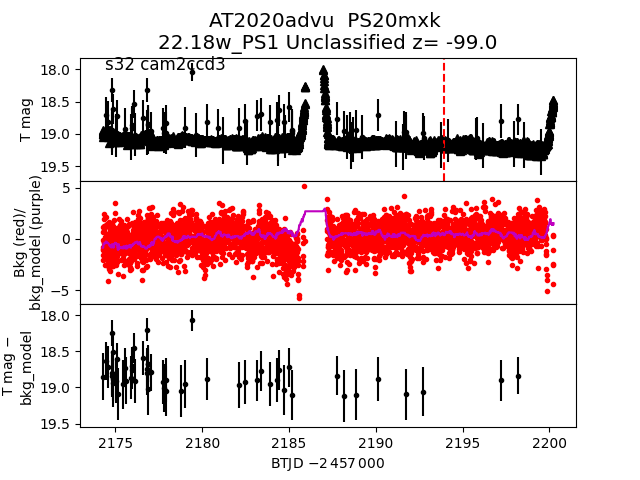 AT2020advu  PS20mxk
22.18w_PS1 Unclassified z= -99.0
s32 cam2ccd3
T mag
18.0
18.5
19.0
19.5
Bkg (red)/
bkg_model (purple)
5
0
−5
T mag −
bkg_model
18.0
18.5
19.0
19.5
2175 2180 2185 2190 2195 2200
BTJD −2 457 000